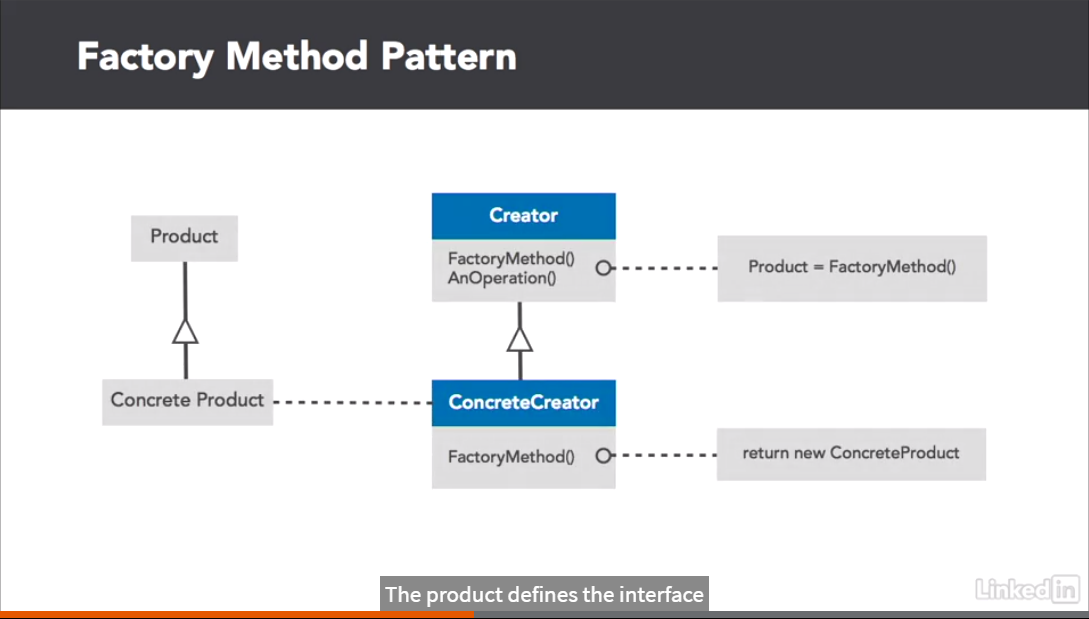 Factory Method Pattern
Product
Creator
FactoryMethod()
AnOperation()
Product = FactoryMethod()
Concrete Product
ConcreteCreator
FactoryMethod()
return new ConcreteProduct
The product defines the interface
LinkedIn